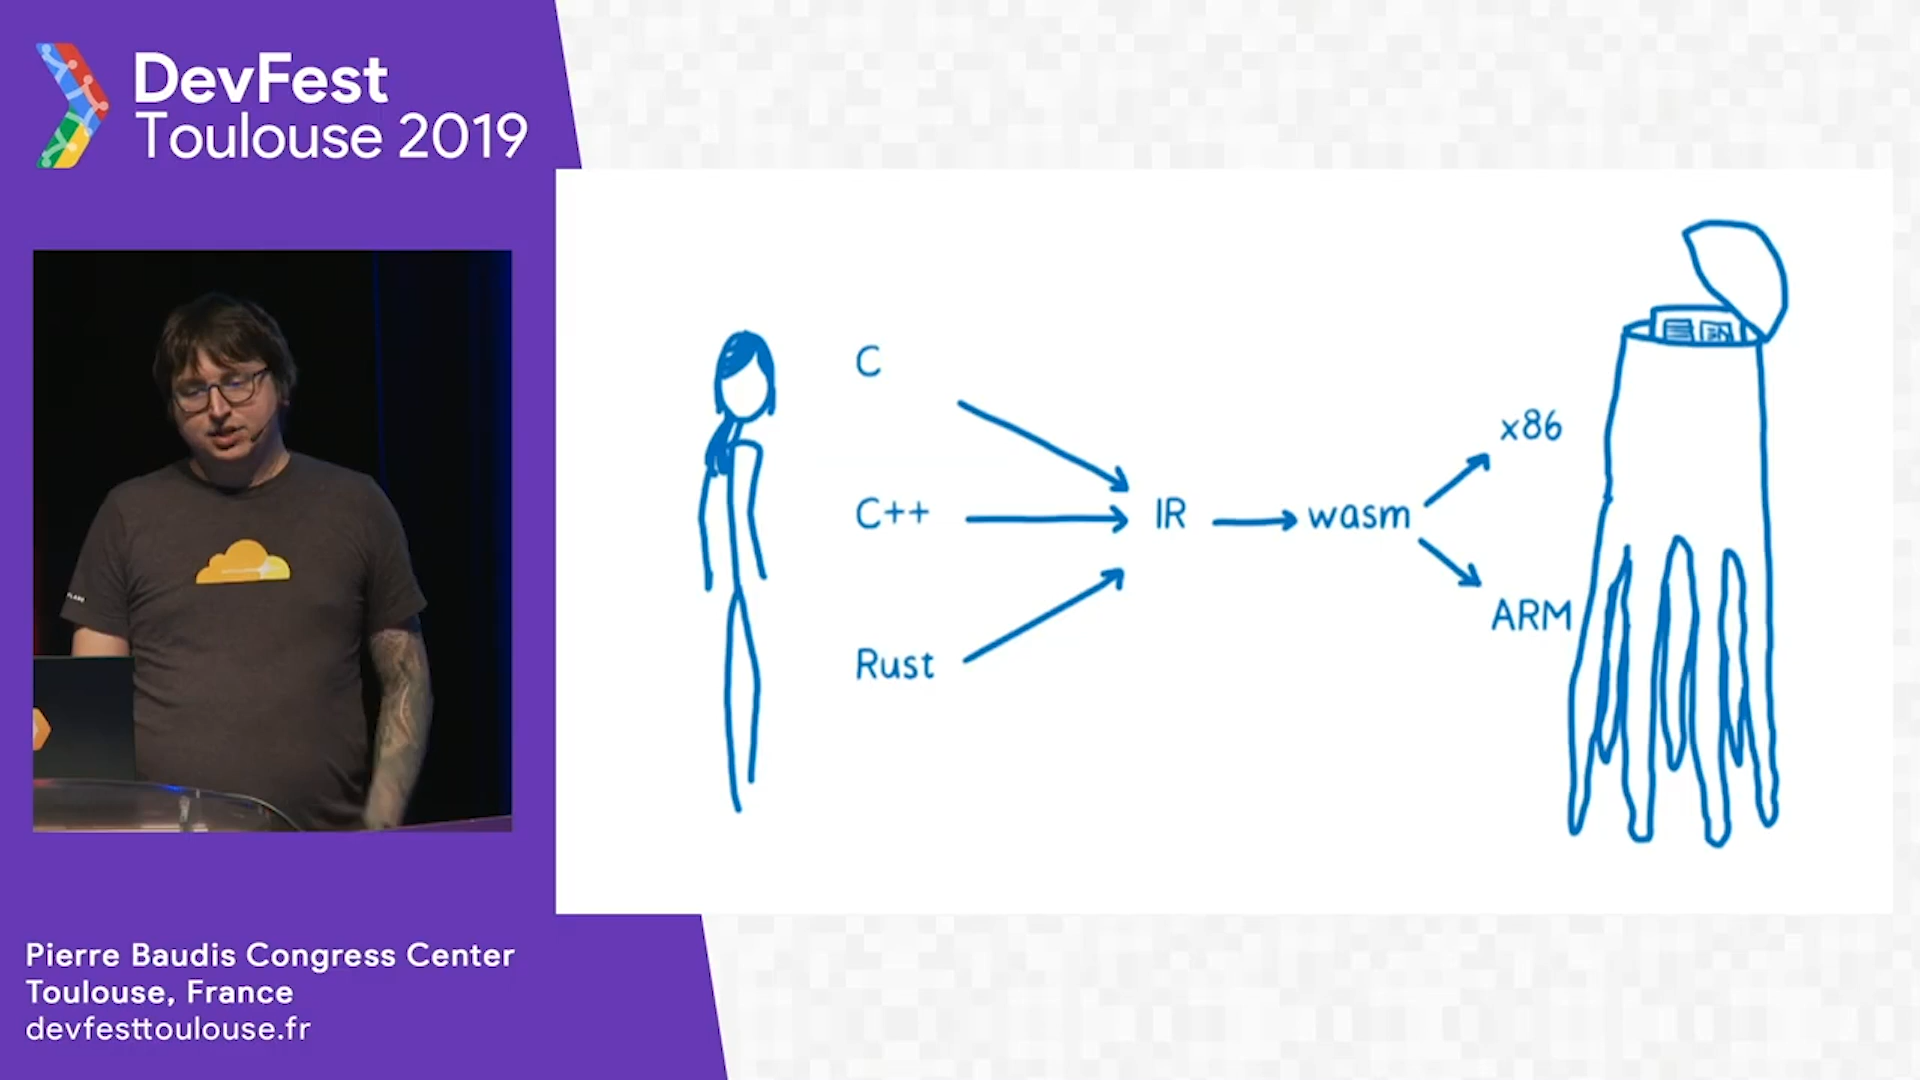 DevFest
Toulouse 2019
C
C++
Rust
IR
wasm
x86
ARM
Pierre Baudis Congress Center
Toulouse, France
devfesttoulouse.fr